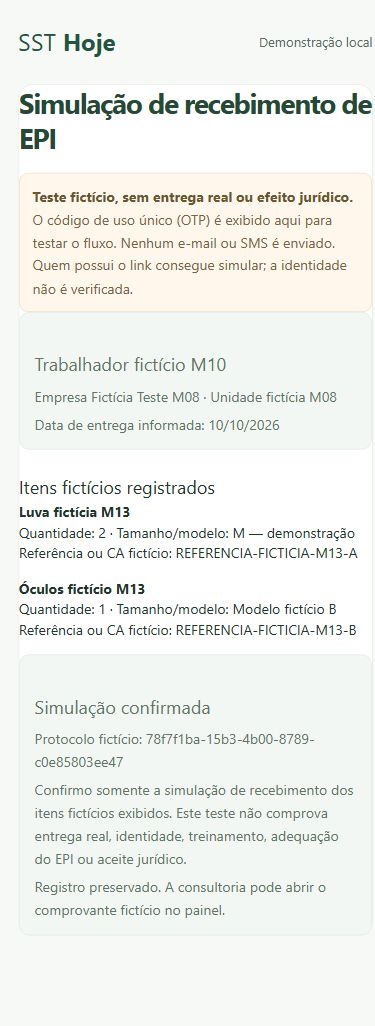 SST Hoje
Demonstração local
Simulação de recebimento de
EPI
Teste fictício, sem entrega real ou efeito jurídico.
O código de uso único (OTP) é exibido aqui para
testar o fluxo. Nenhum e-mail ou SMS é enviado.
Quem possui o link consegue simular; a identidade
não é verificada.
Trabalhador fictício M10
Empresa Fictícia Teste M08 · Unidade fictícia M08
Data de entrega informada: 10/10/2026
Itens fictícios registrados
Luva fictícia M13
Quantidade: 2 · Tamanho/modelo: M — demonstração
Referência ou CA fictício: REFERENCIA-FICTICIA-M13-A
Óculos fictício M13
Quantidade: 1 · Tamanho/modelo: Modelo fictício B
Referência ou CA fictício: REFERENCIA-FICTICIA-M13-B
Simulação confirmada
Protocolo fictício: 78f7f1ba-15b3-4b00-8789-
c0e85803ee47
Confirmo somente a simulação de recebimento dos
itens fictícios exibidos. Este teste não comprova
entrega real, identidade, treinamento, adequação
do EPI ou aceite jurídico.
Registro preservado. A consultoria pode abrir o
comprovante fictício no painel.